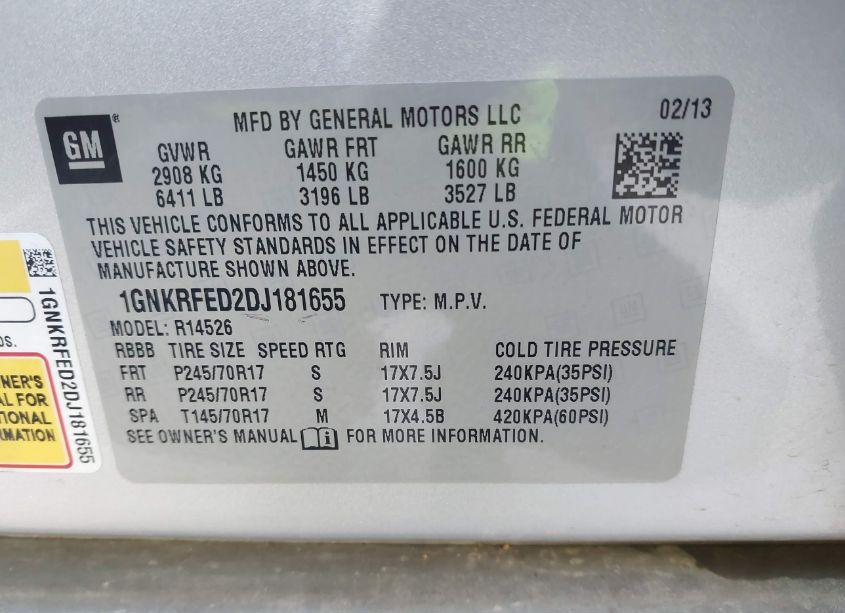 GM
®
MFD BY GENERAL MOTORS LLC
02/13
GVWR GAWR FRT GAWR RR
2908 KG 1450 KG 1600 KG
6411 LB 3196 LB 3527 LB
THIS VEHICLE CONFORMS TO ALL APPLICABLE U.S. FEDERAL MOTOR
VEHICLE SAFETY STANDARDS IN EFFECT ON THE DATE OF
MANUFACTURE SHOWN ABOVE.
1GNKRFED2DJ181655 TYPE: M.P.V.
MODEL: R14526
RBBB TIRE SIZE SPEED RTG RIM COLD TIRE PRESSURE
FRT P245/70R17 S 17X7.5J 240KPA(35PSI)
RR P245/70R17 S 17X7.5J 240KPA(35PSI)
SPA T145/70R17 M 17X4.5B 420KPA(60PSI)
SEE OWNER'S MANUAL i FOR MORE INFORMATION.
1GNKRFED2DJ181655